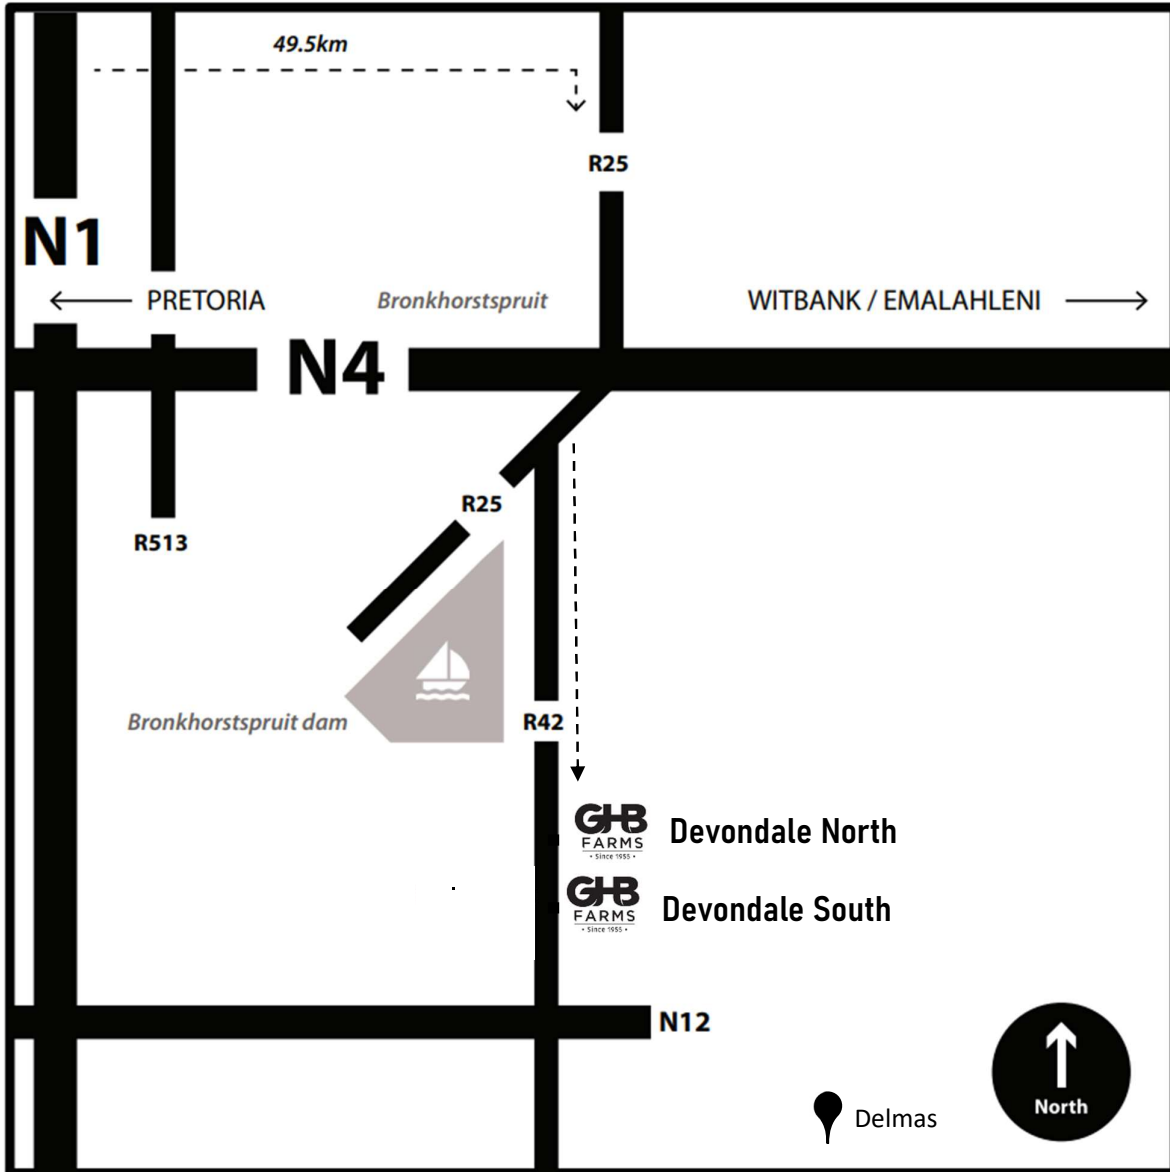 49.5km
R25
N1
PRETORIA
Bronkhorstspruit
WITBANK / EMALAHLENI
N4
R25
R513
Bronkhorstspruit dam
R42
GHB
FARMS
• Since 1955 •
Devondale North
GHB
FARMS
• Since 1955 •
Devondale South
N12
North
Delmas